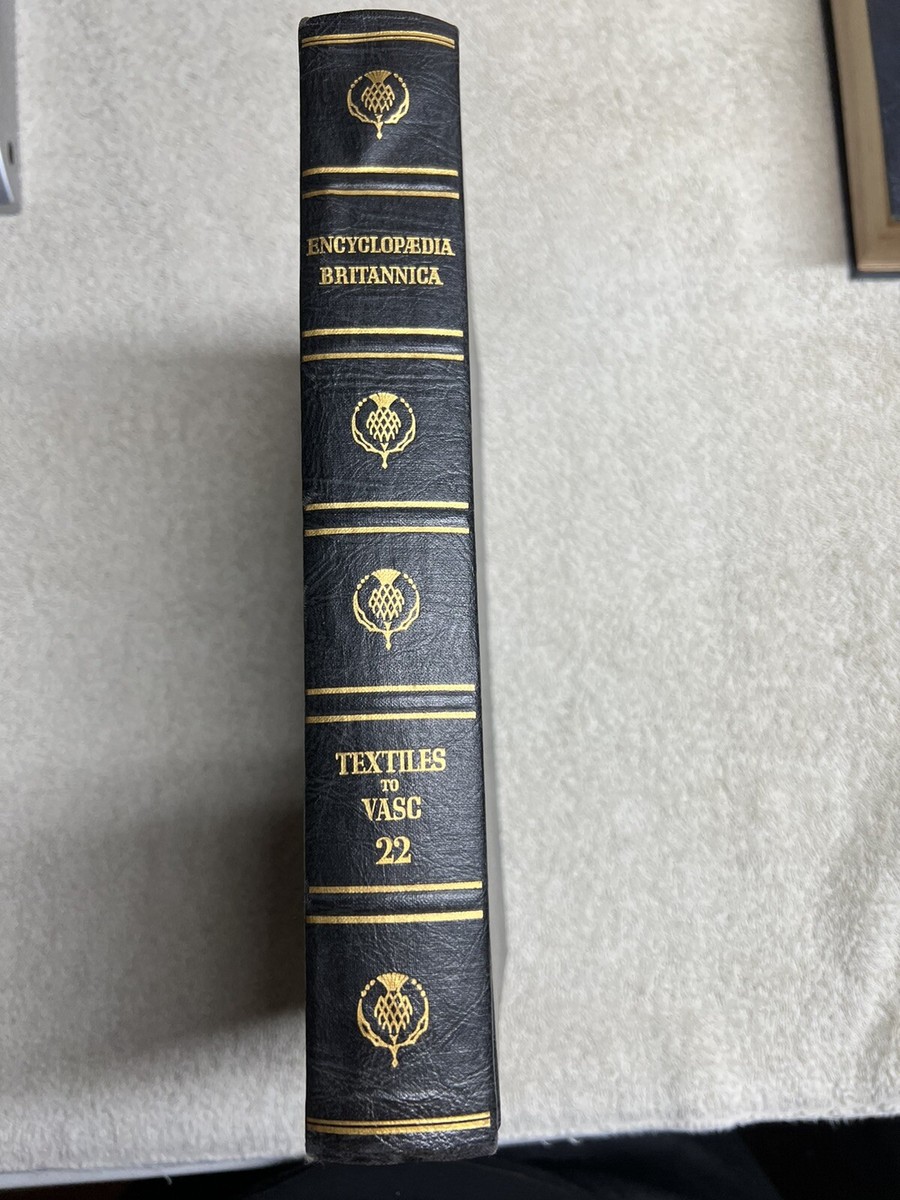 ENCYCLOPÆDIA
BRITANNICA
TEXTILES
TO
VASC
22